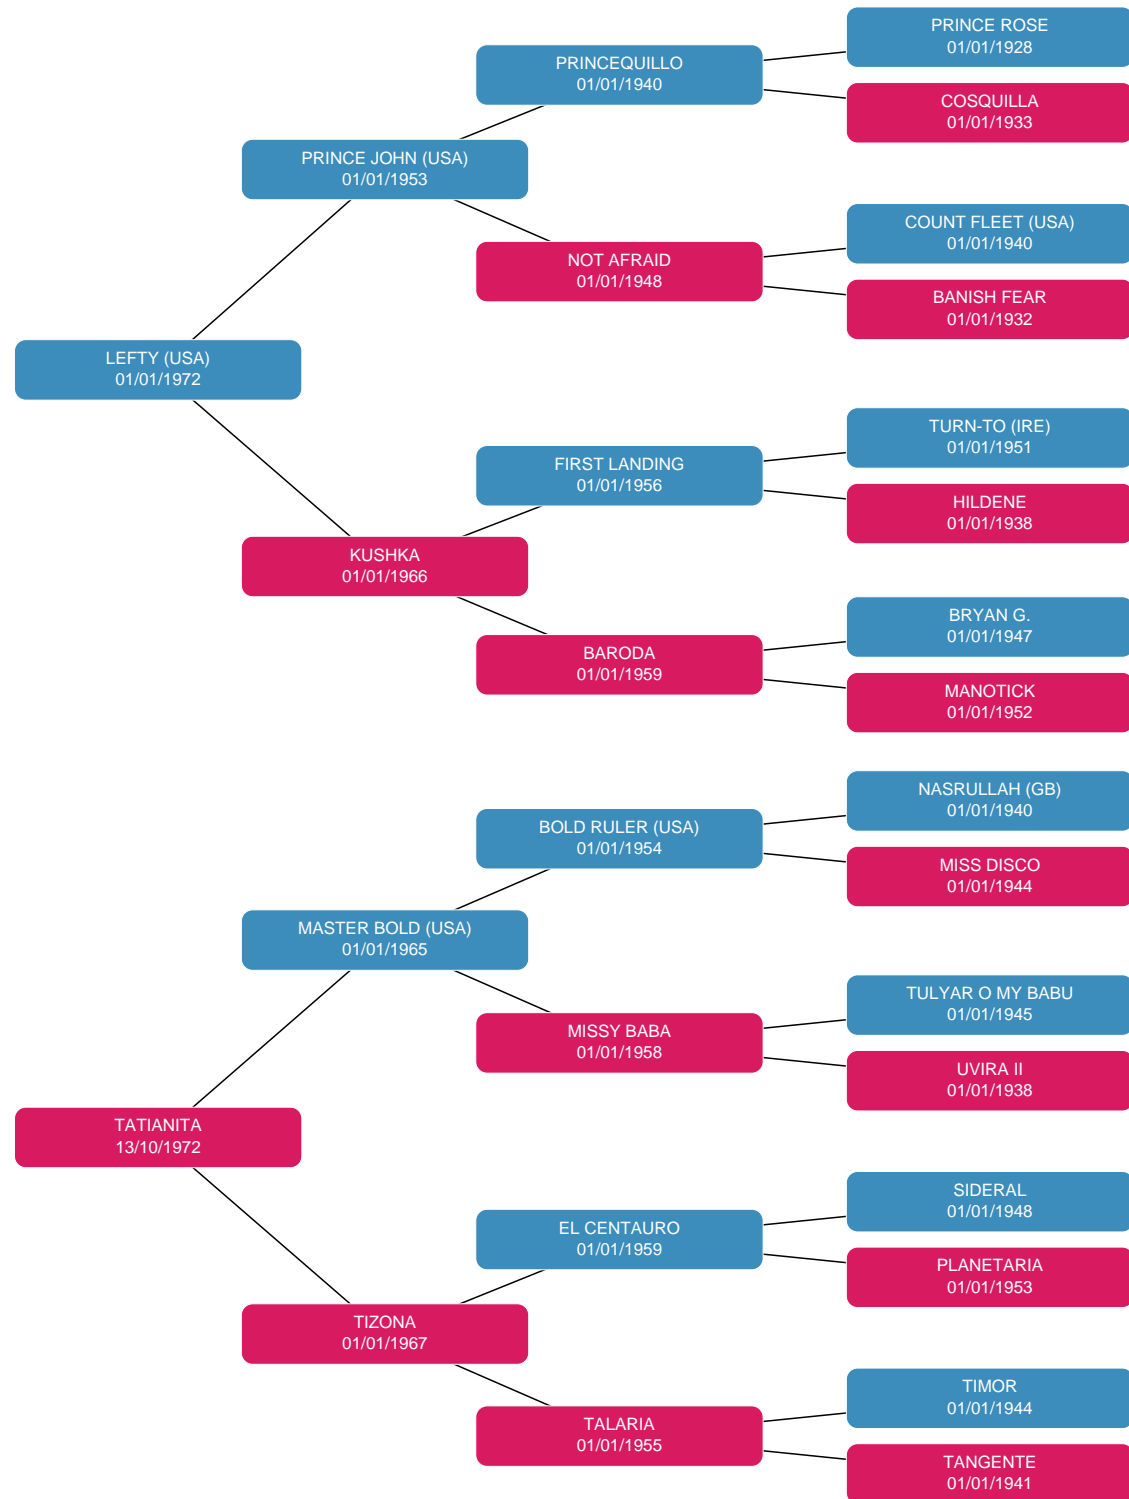 PRINCE ROSE
01/01/1928
PRINCEQUILLO
01/01/1940
COSQUILLA
01/01/1933
PRINCE JOHN (USA)
01/01/1953
COUNT FLEET (USA)
01/01/1940
NOT AFRAID
01/01/1948
BANISH FEAR
01/01/1932
LEFTY (USA)
01/01/1972
TURN-TO (IRE)
01/01/1951
FIRST LANDING
01/01/1956
HILDENE
01/01/1938
KUSHKA
01/01/1966
BRYAN G.
01/01/1947
BARODA
01/01/1959
MANOTICK
01/01/1952
NASRULLAH (GB)
01/01/1940
BOLD RULER (USA)
01/01/1954
MISS DISCO
01/01/1944
MASTER BOLD (USA)
01/01/1965
TULYAR O MY BABU
01/01/1945
MISSY BABA
01/01/1958
UVIRA II
01/01/1938
TATIANITA
13/10/1972
SIDERAL
01/01/1948
EL CENTAURO
01/01/1959
PLANETARIA
01/01/1953
TIZONA
01/01/1967
TIMOR
01/01/1944
TALARIA
01/01/1955
TANGENTE
01/01/1941